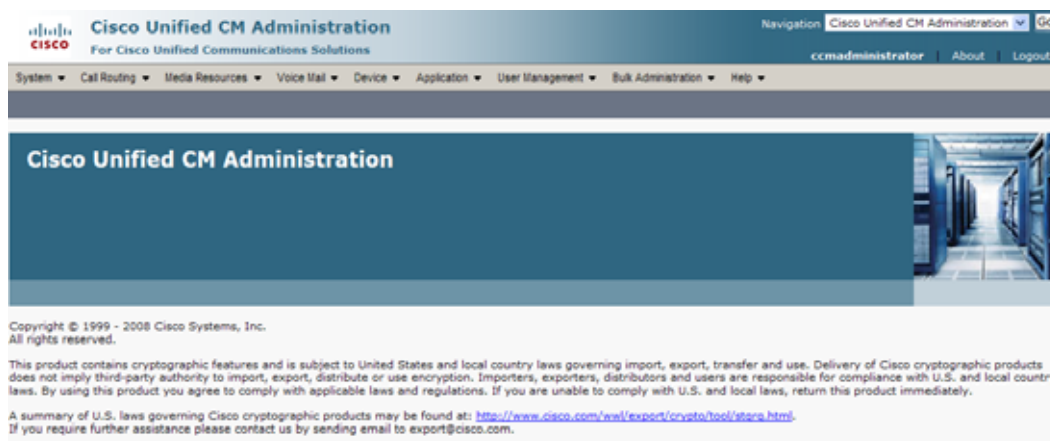 Cisco Unified CM Administration
For Cisco Unified Communications Solutions
CISCO
Navigation Cisco Unified CM Administration Go
ccmadministrator | About | Logout
System Call Routing Media Resources Voice Mail Device Application User Management Bulk Administration Help
Cisco Unified CM Administration
Copyright © 1999 - 2008 Cisco Systems, Inc.
All rights reserved.
This product contains cryptographic features and is subject to United States and local country laws governing import, export, transfer and use. Delivery of Cisco cryptographic products
does not imply third-party authority to import, export, distribute or use encryption. Importers, exporters, distributors and users are responsible for compliance with U.S. and local countr
laws. By using this product you agree to comply with applicable laws and regulations. If you are unable to comply with U.S. and local laws, return this product immediately.
A summary of U.S. laws governing Cisco cryptographic products may be found at: http://www.cisco.com/wwl/export/crypto/tool/stqrg.html.
If you require further assistance please contact us by sending email to export@cisco.com.